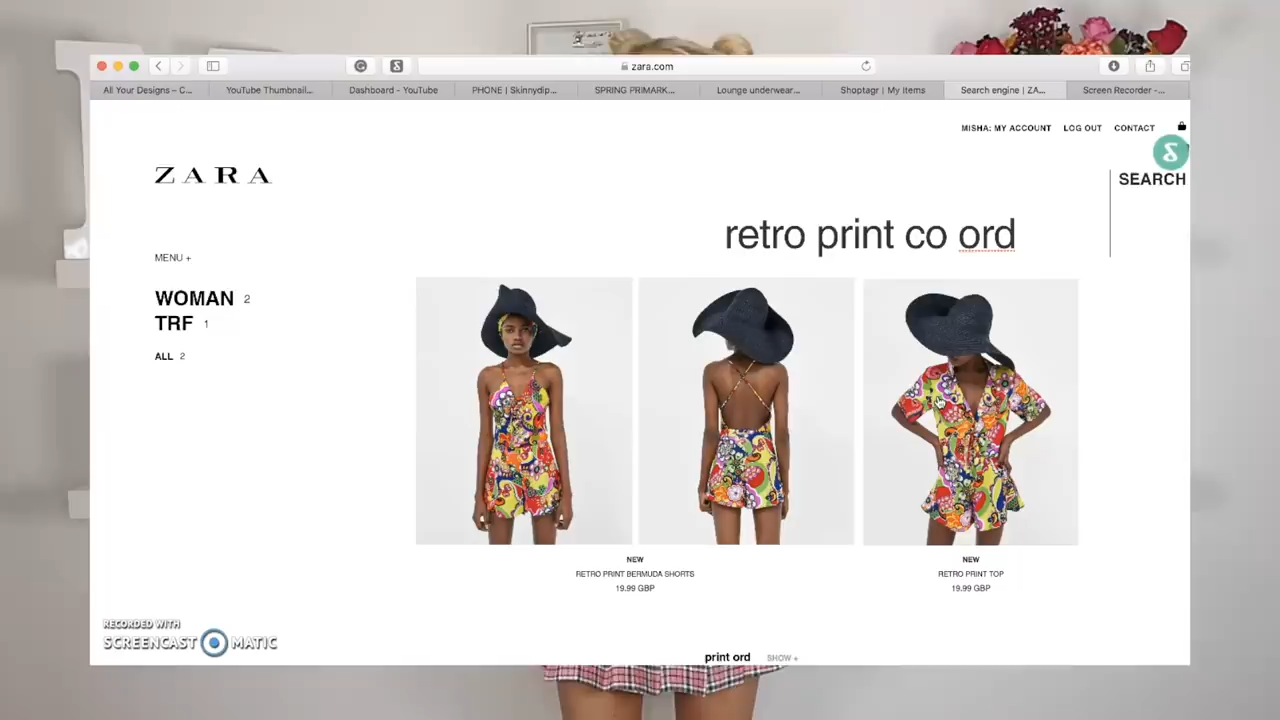 zara.com
All Your Designs – C...
YouTube Thumbnail...
Dashboard - YouTube
PHONE | Skinnydip...
SPRING PRIMARK...
Lounge underwear...
Shoptagr | My Items
Search engine | ZA...
Screen Recorder -...
MISHA: MY ACCOUNT
LOG OUT
CONTACT
ZARA
SEARCH
retro print co ord
MENU +
WOMAN 2
TRF 1
ALL 2
NEW
RETRO PRINT BERMUDA SHORTS
19.99 GBP
NEW
RETRO PRINT TOP
19.99 GBP
RECORDED WITH
SCREENCAST MATIC
print ord SHOW +